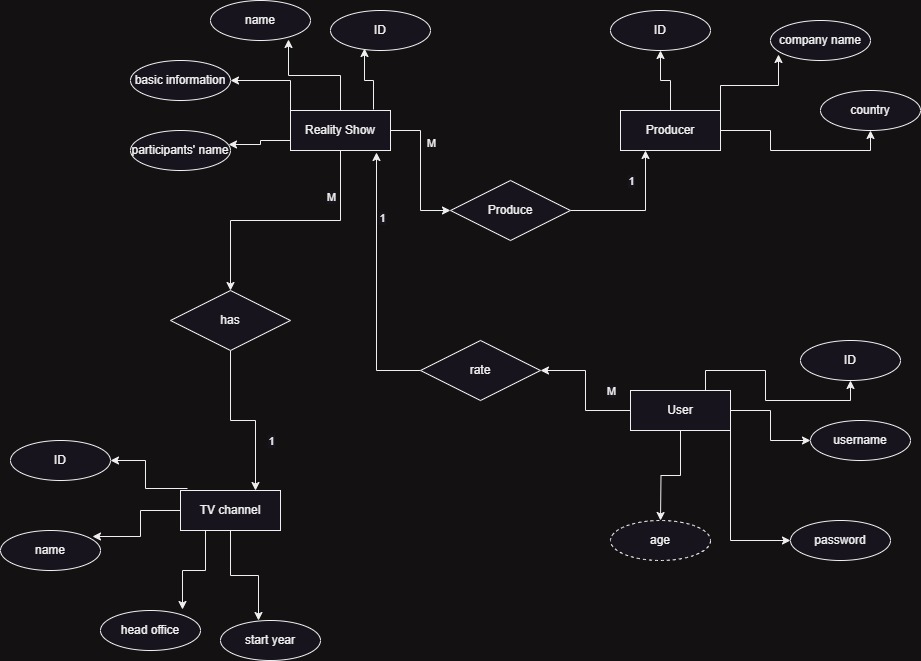 name
ID
ID
company name
basic information
country
Reality Show
Producer
M
participants' name
1
M
Produce
1
has
rate
ID
M
User
1
username
ID
TV channel
name
age
password
head office
start year